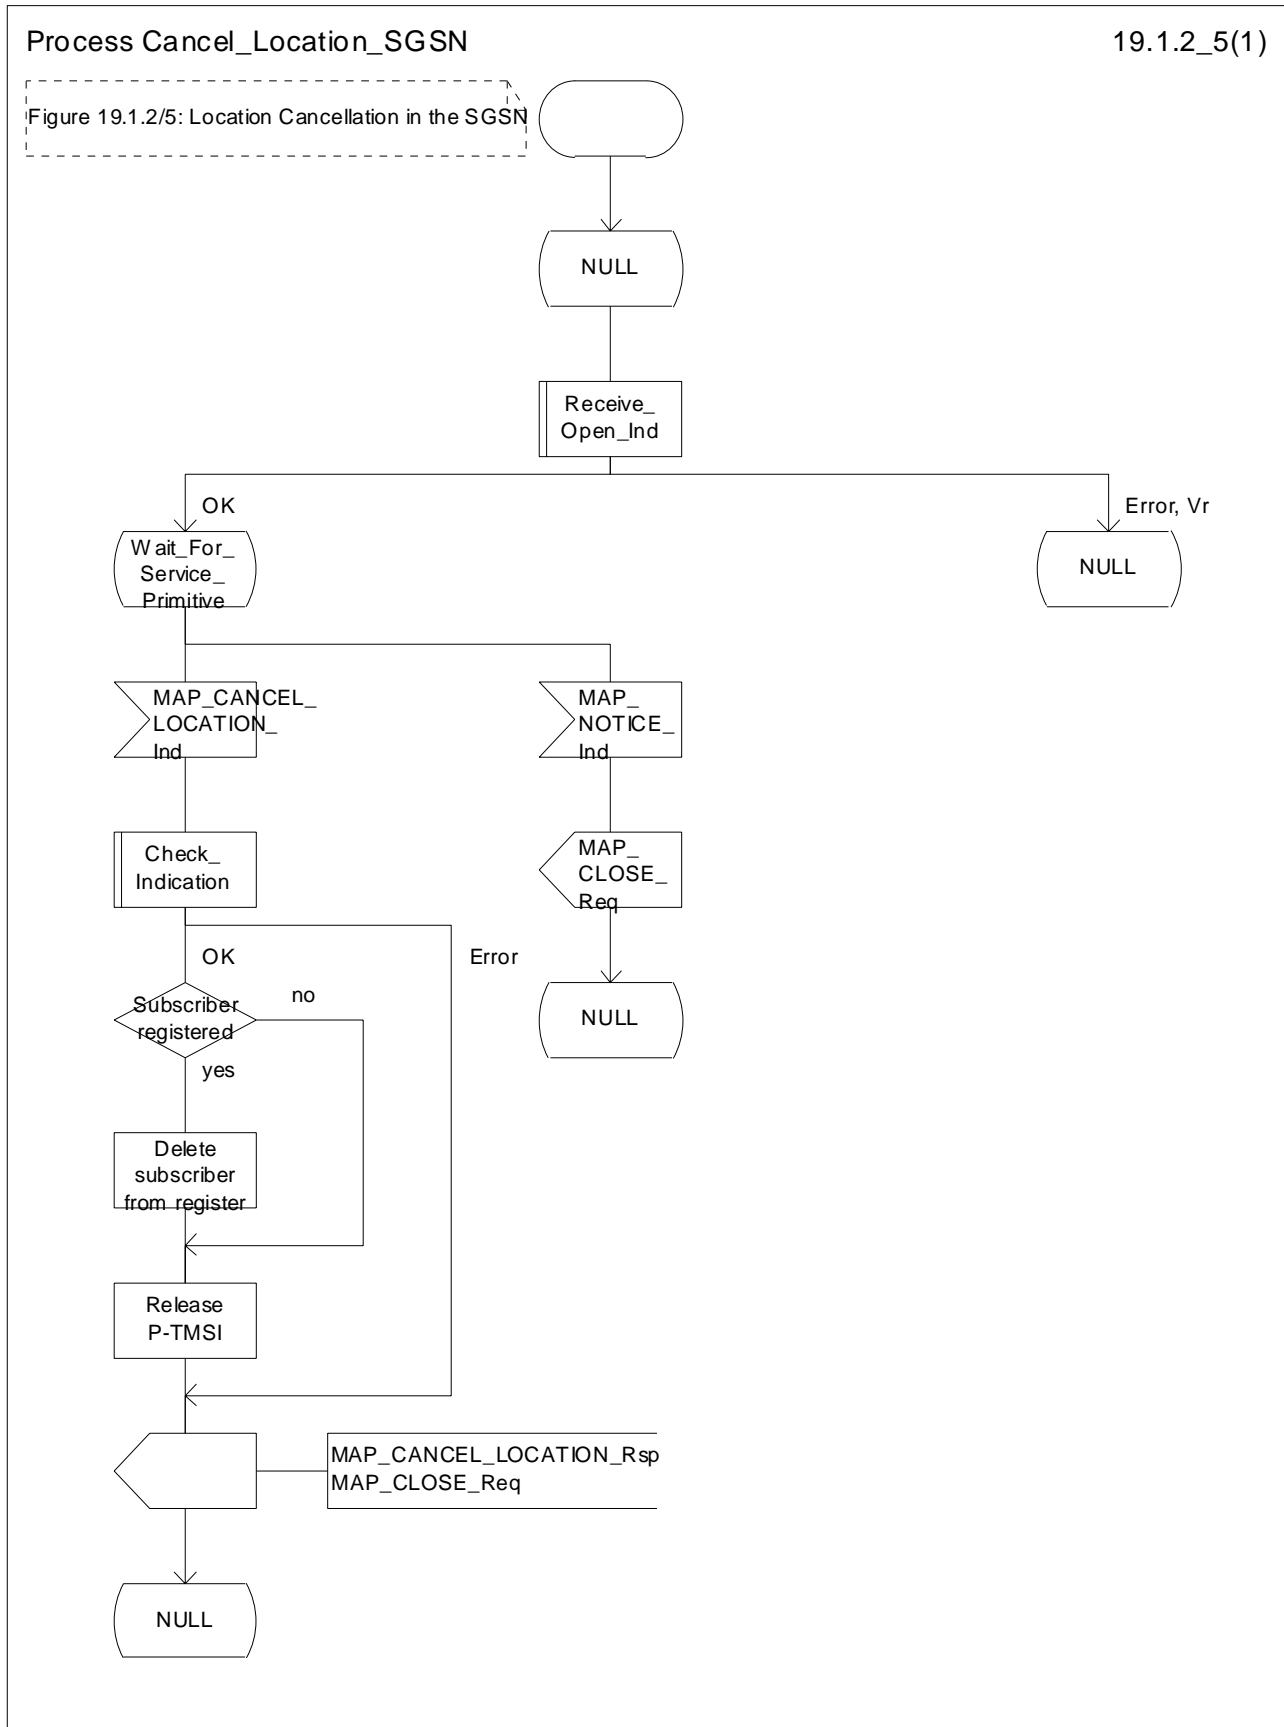 Process Cancel_Location_SGSN
19.1.2_5(1)
Figure 19.1.2/5: Location Cancellation in the SGSN
NULL
Receive_
Open_Ind
OK
Error, Vr
Wait_For_
Service_
Primitive
NULL
MAP_CANCEL_
LOCATION_
Ind
MAP_
NOTICE_
Ind
Check_
Indication
MAP_
CLOSE_
Req
OK
Error
Subscriber
registered
no
yes
NULL
Delete
subscriber
from register
Release
P-TMSI
MAP_CANCEL_LOCATION_Rsp
MAP_CLOSE_Req
NULL